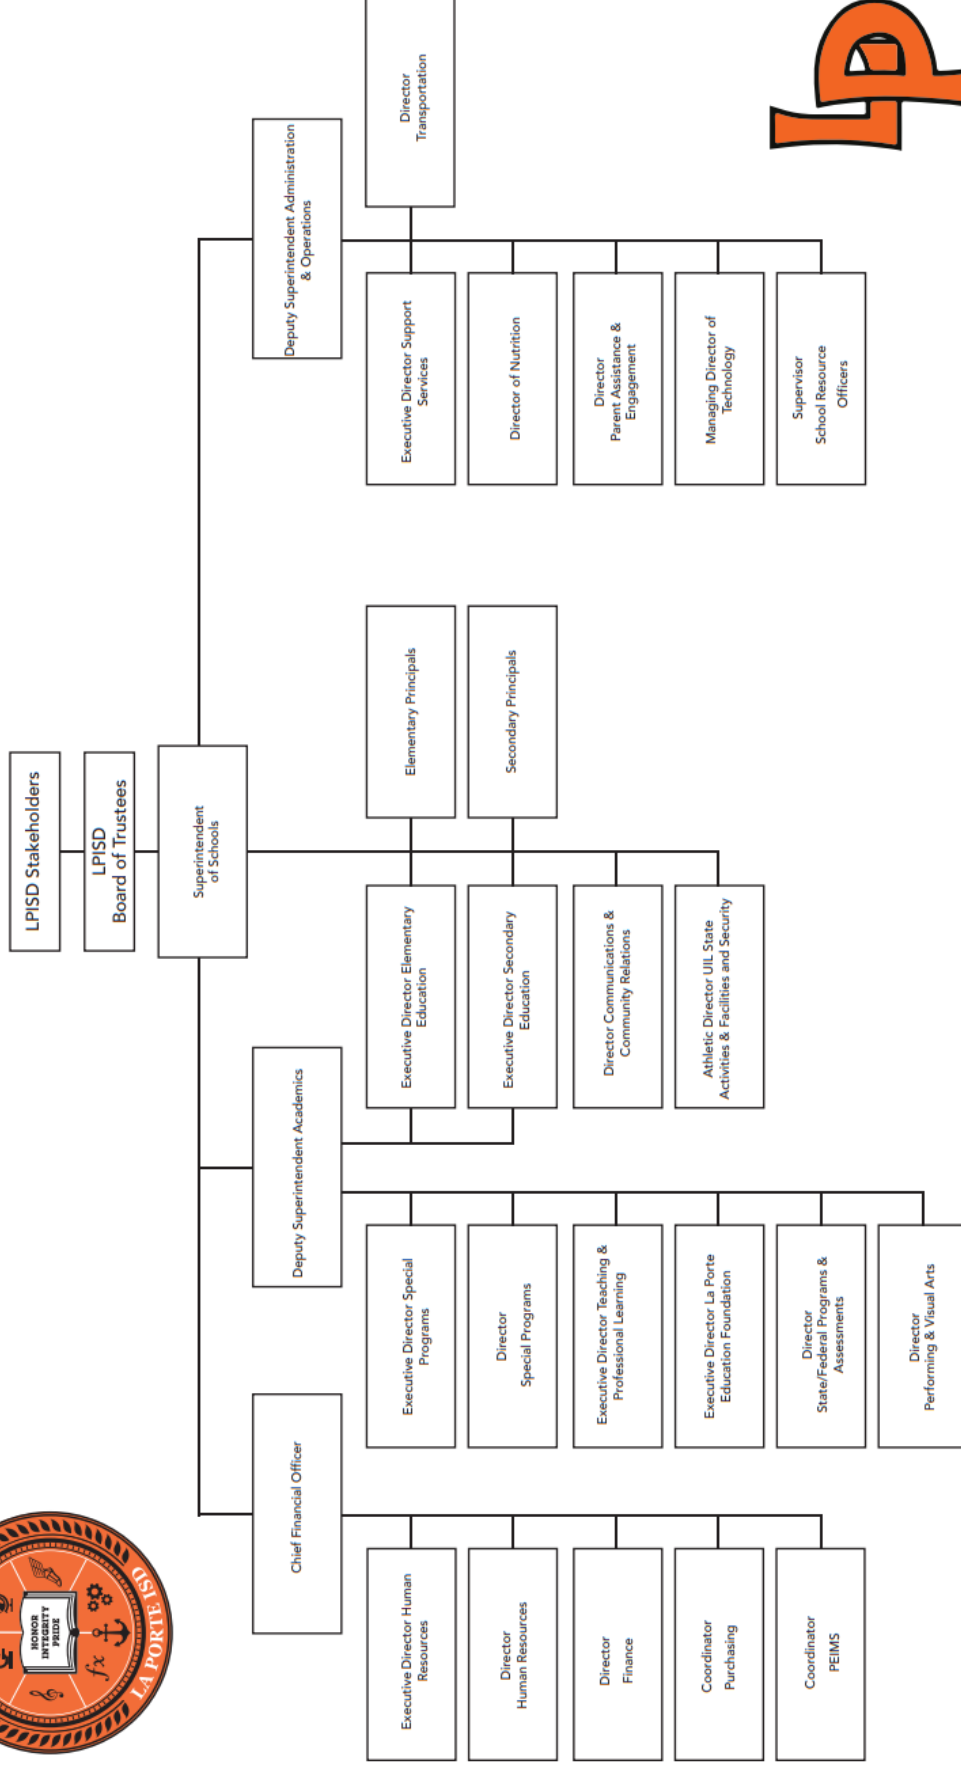 LPISD Stakeholders
LPISD
Board of Trustees
Superintendent
of Schools
Chief Financial Officer
Deputy Superintendent Academics
Deputy Superintendent Administration
& Operations
Executive Director Human
Resources
Director
Human Resources
Director
Finance
Coordinator
Purchasing
Coordinator
PEIMS
Executive Director Special
Programs
Director
Special Programs
Executive Director Teaching &
Professional Learning
Executive Director La Porte
Education Foundation
Director
State/Federal Programs &
Assessments
Director
Performing & Visual Arts
Executive Director Elementary
Education
Executive Director Secondary
Education
Director Communications &
Community Relations
Athletic Director UIL State
Activities & Facilities and Security
Elementary Principals
Secondary Principals
Executive Director Support
Services
Director of Nutrition
Director
Parent Assistance &
Engagement
Managing Director of
Technology
Supervisor
School Resource
Officers
Director
Transportation
HONOR
INTEGRITY
PRIDE
fx
LA PORTE ISD
LP